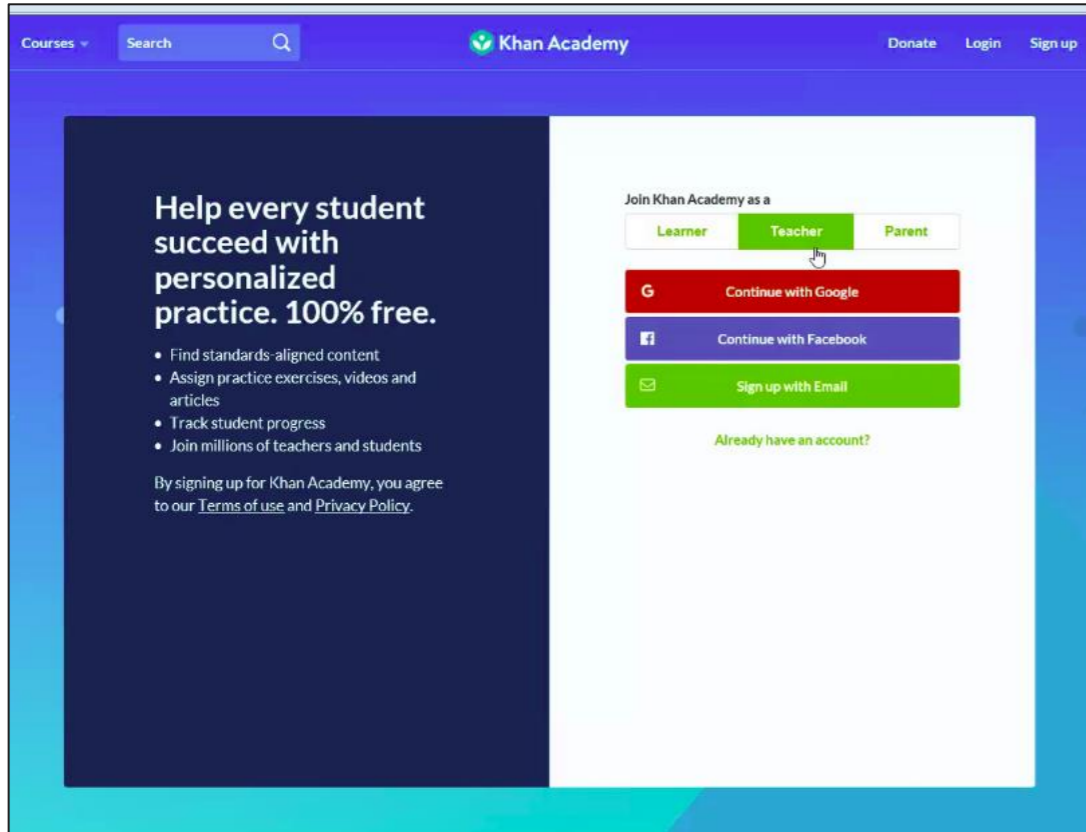 Courses
Search
Khan Academy
Donate
Login
Sign up
Help every student
succeed with
personalized
practice. 100% free.
• Find standards-aligned content
• Assign practice exercises, videos and
articles
• Track student progress
• Join millions of teachers and students
By signing up for Khan Academy, you agree
to our Terms of use and Privacy Policy.
Join Khan Academy as a
Learner
Teacher
Parent
G
Continue with Google
Continue with Facebook
Sign up with Email
Already have an account?